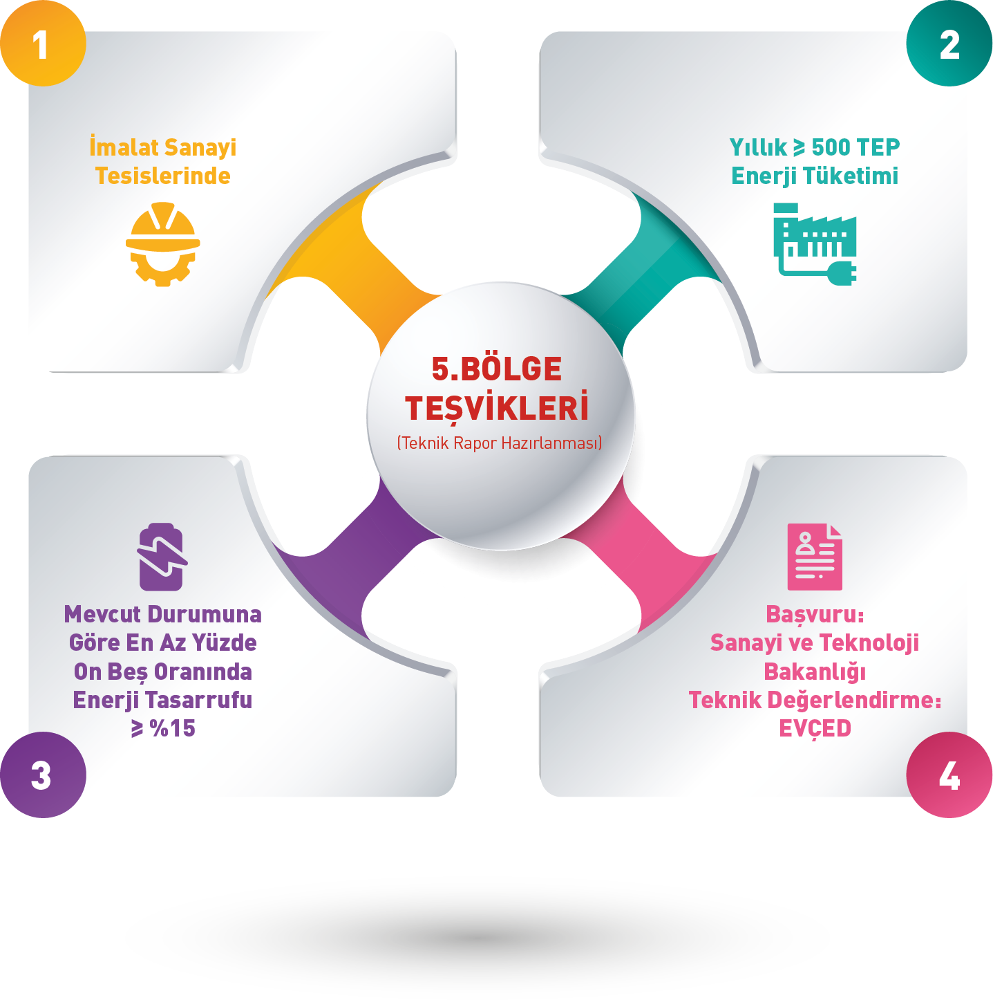 1
İmalat Sanayi
Tesislerinde
2
Yıllık ≥ 500 TEP
Enerji Tüketimi
5.BÖLGE
TEŞVİKLERİ
(Teknik Rapor Hazırlanması)
3
Mevcut Durumuna
Göre En Az Yüzde
On Beş Oranında
Enerji Tasarrufu
≥ %15
4
Başvuru:
Sanayi ve Teknoloji
Bakanlığı
Teknik Değerlendirme:
EVÇED